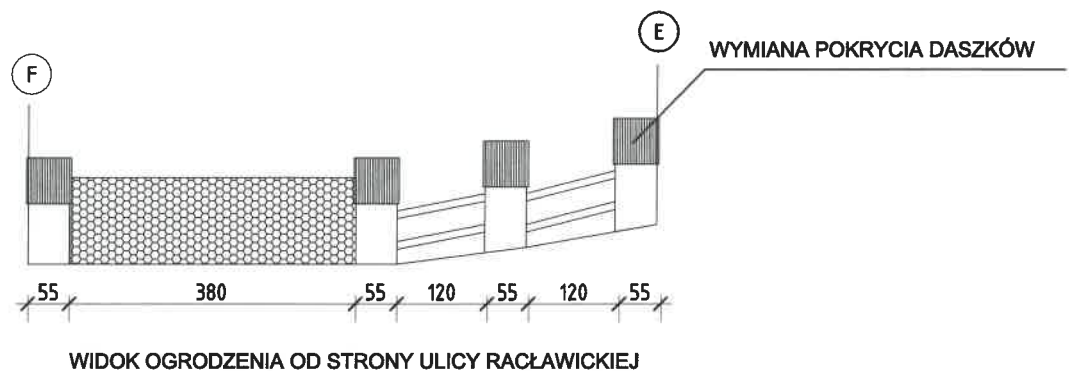 E
WYMIANA POKRYCIA DASZKÓW
F
55 380 55 120 55 120 55
WIDOK OGRODZENIA OD STRONY ULICY RACŁAWICKIEJ